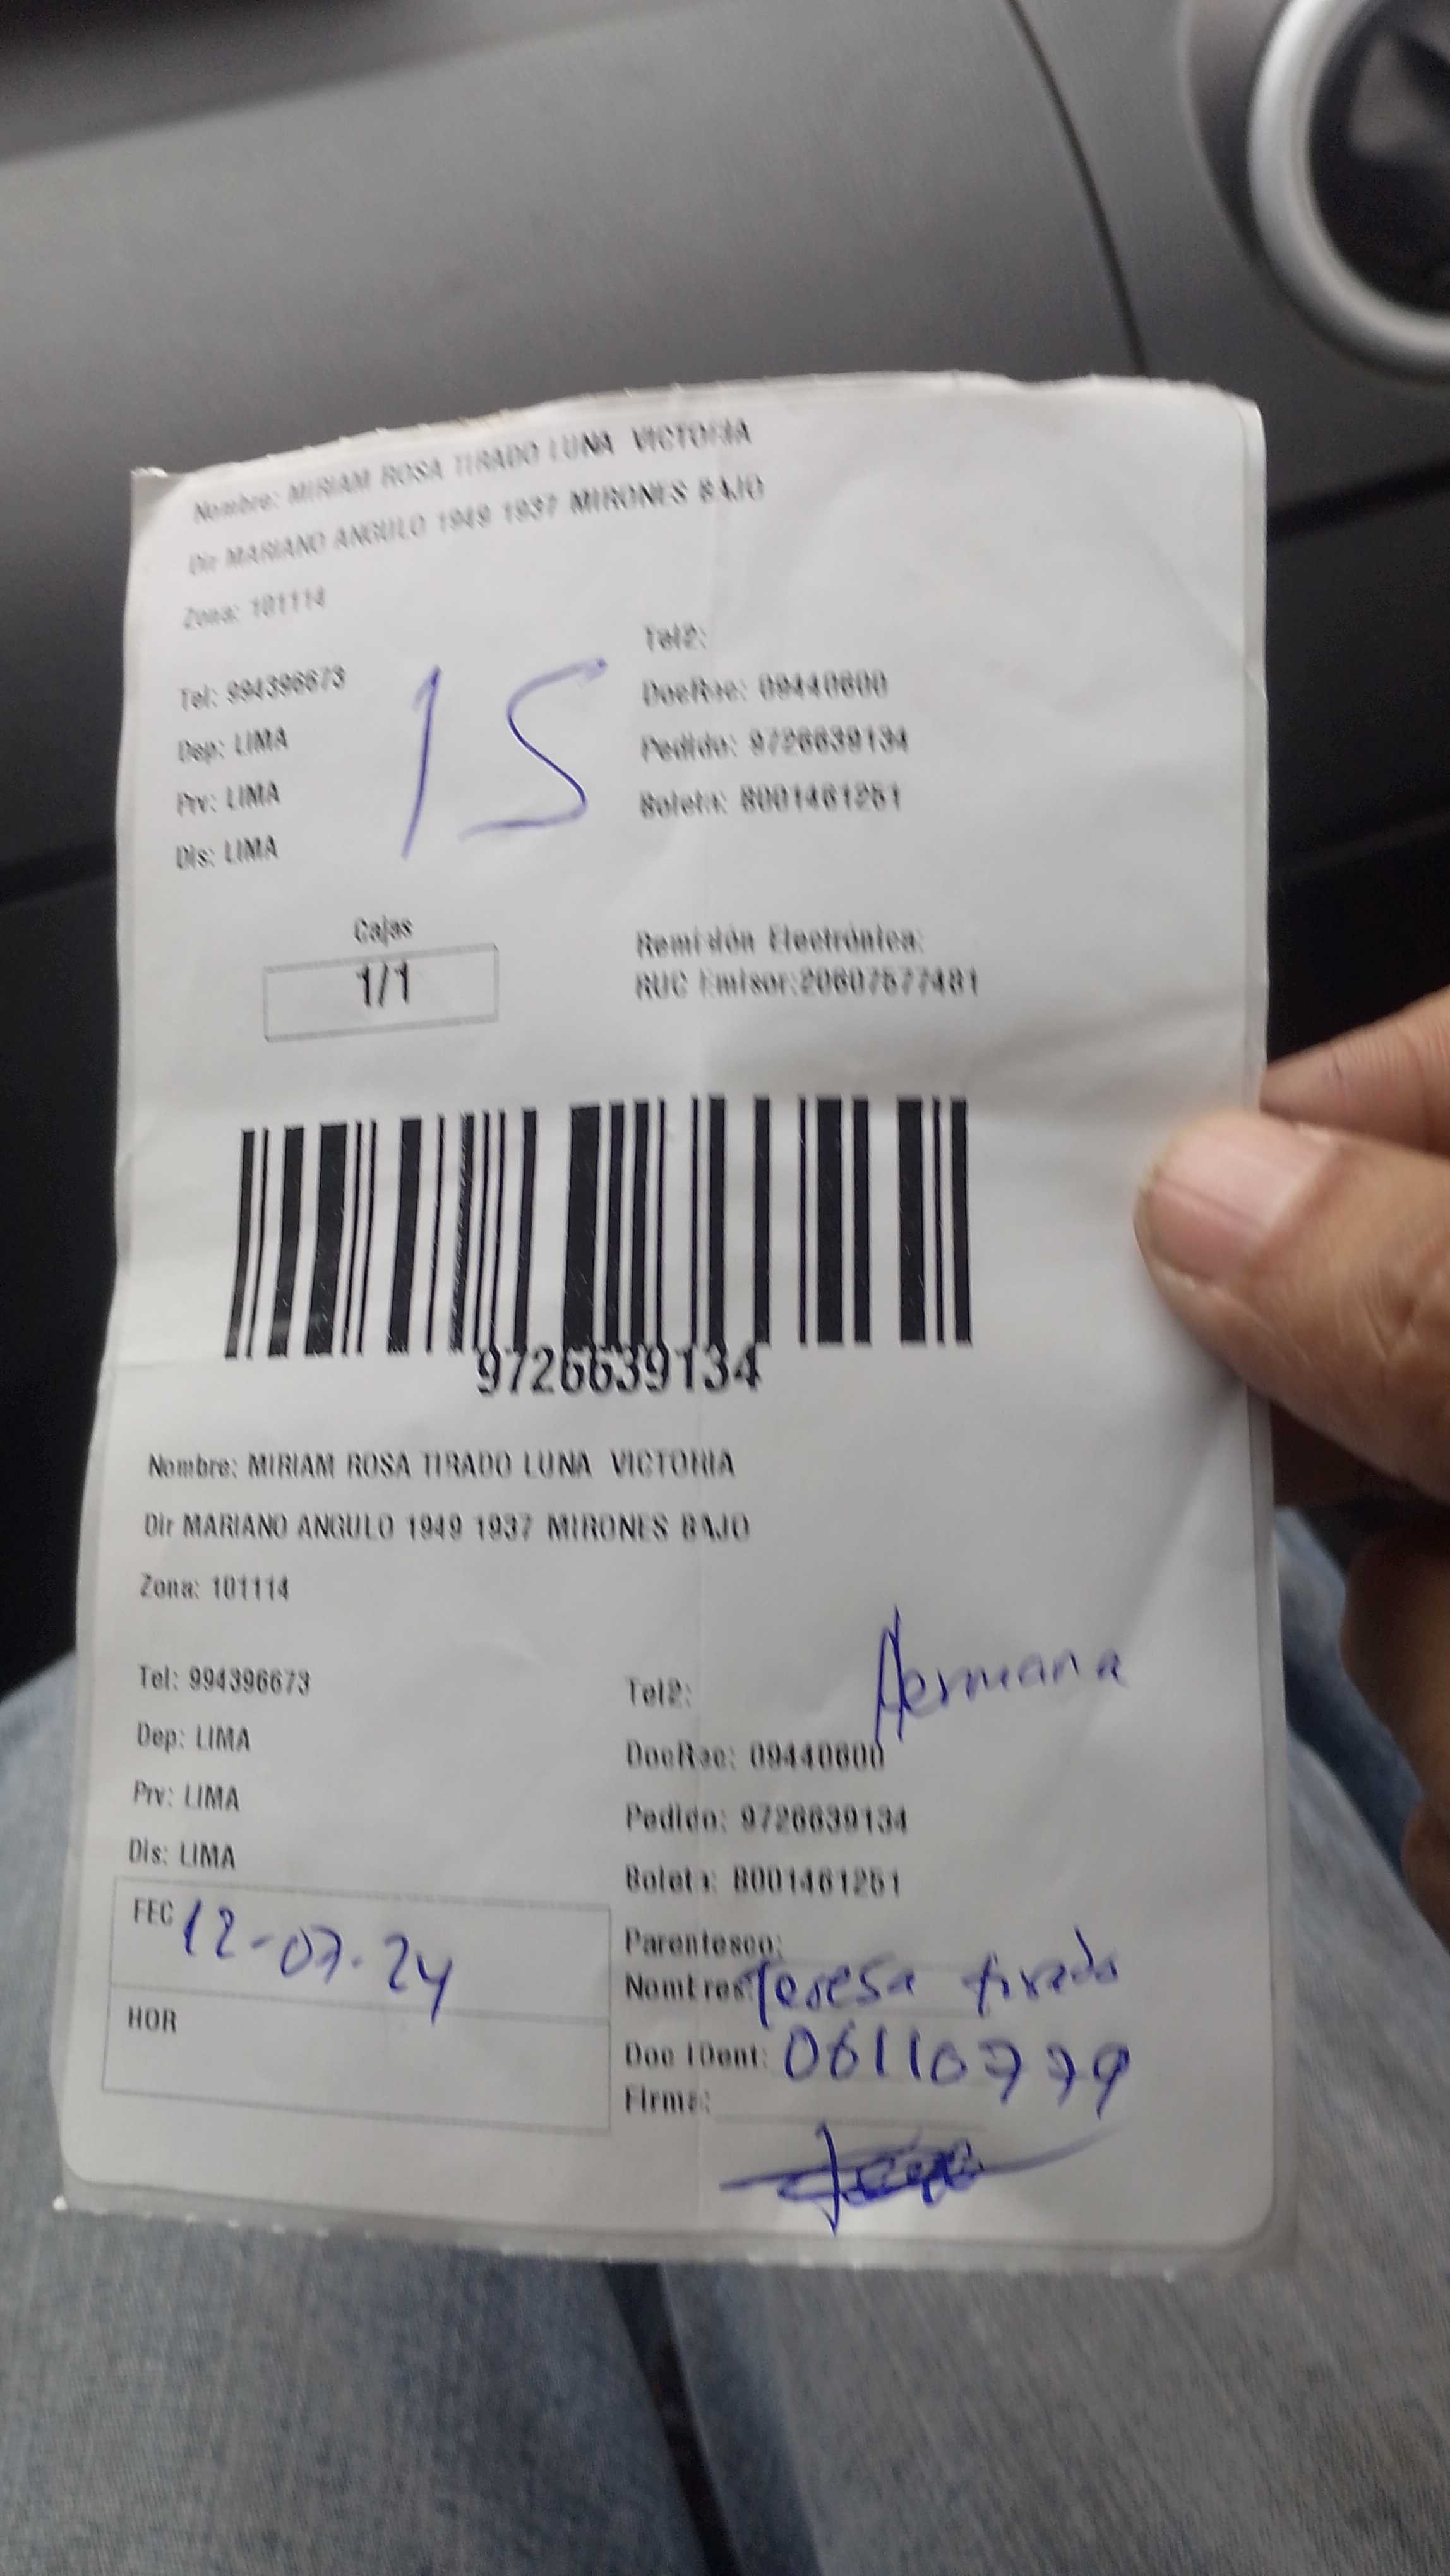 Nombre: MIRIAM ROSA TIRADO LUNA VICTORIA
Dir MARIANO ANGULO 1949 1937 MIRONES BAJO
Zona: 101114
Tel2:
Tel: 994396673
DocRac: 09440600
Dep: LIMA
Pedido: 9726639134
Prv: LIMA
Boleta: B001461251
Dis: LIMA
15
Cajas
1/1
Remisión Electrónica:
RUC Emisor:20607577481
9726639134
Nombre: MIRIAM ROSA TIRADO LUNA VICTORIA
Dir MARIANO ANGULO 1949 1937 MIRONES BAJO
Zona: 101114
Hermana
Tel: 994396673
Tel2:
Dep: LIMA
DocRac: 09440600
Prv: LIMA
Pedido: 9726639134
Dis: LIMA
Boleta: B001461251
FEC 12-07-24
Parentesco:
Nombres: Teresa tirado
HOR
Doc IDent: 06110779
Firma: